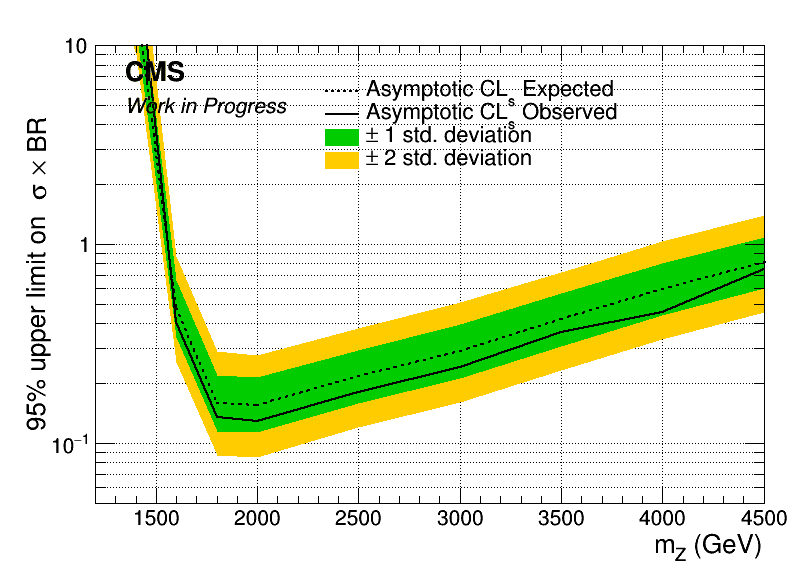 10
CMS
Work in Progress
Asymptotic CLs Expected
Asymptotic CLs Observed
± 1 std. deviation
± 2 std. deviation
95% upper limit on σ × BR
1
10⁻¹
1500 2000 2500 3000 3500 4000 4500
mZ (GeV)